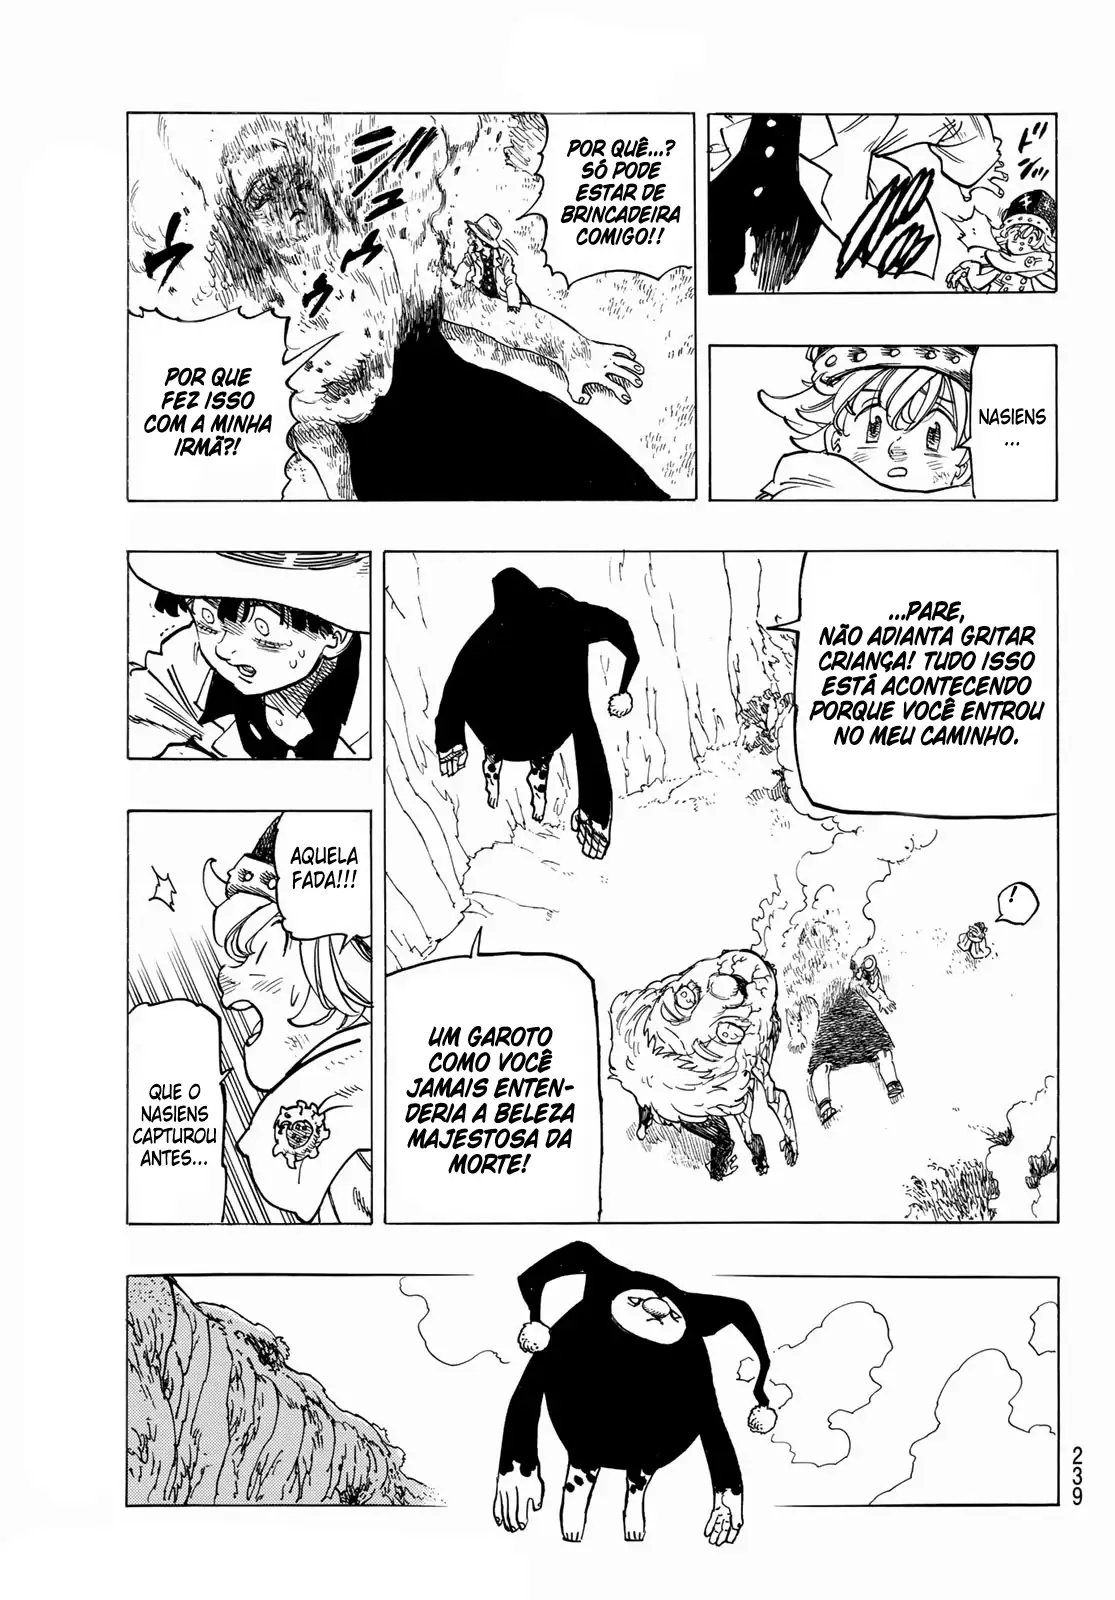 ドン
POR QUÊ...?
SÓ PODE
ESTAR DE
BRINCADEIRA
COMIGO!!
POR QUE
FEZ ISSO
COM A MINHA
IRMÃ?!
NASIENS
...
...PARE,
NÃO ADIANTA GRITAR
CRIANÇA! TUDO ISSO
ESTÁ ACONTECENDO
PORQUE VOCÊ ENTROU
NO MEU CAMINHO.
!
UM GAROTO
COMO VOCÊ
JAMAIS ENTEN-
DERIA A BELEZA
MAJESTOSA DA
MORTE!
AQUELA
FADA!!!
QUE O
NASIENS
CAPTUROU
ANTES...
239